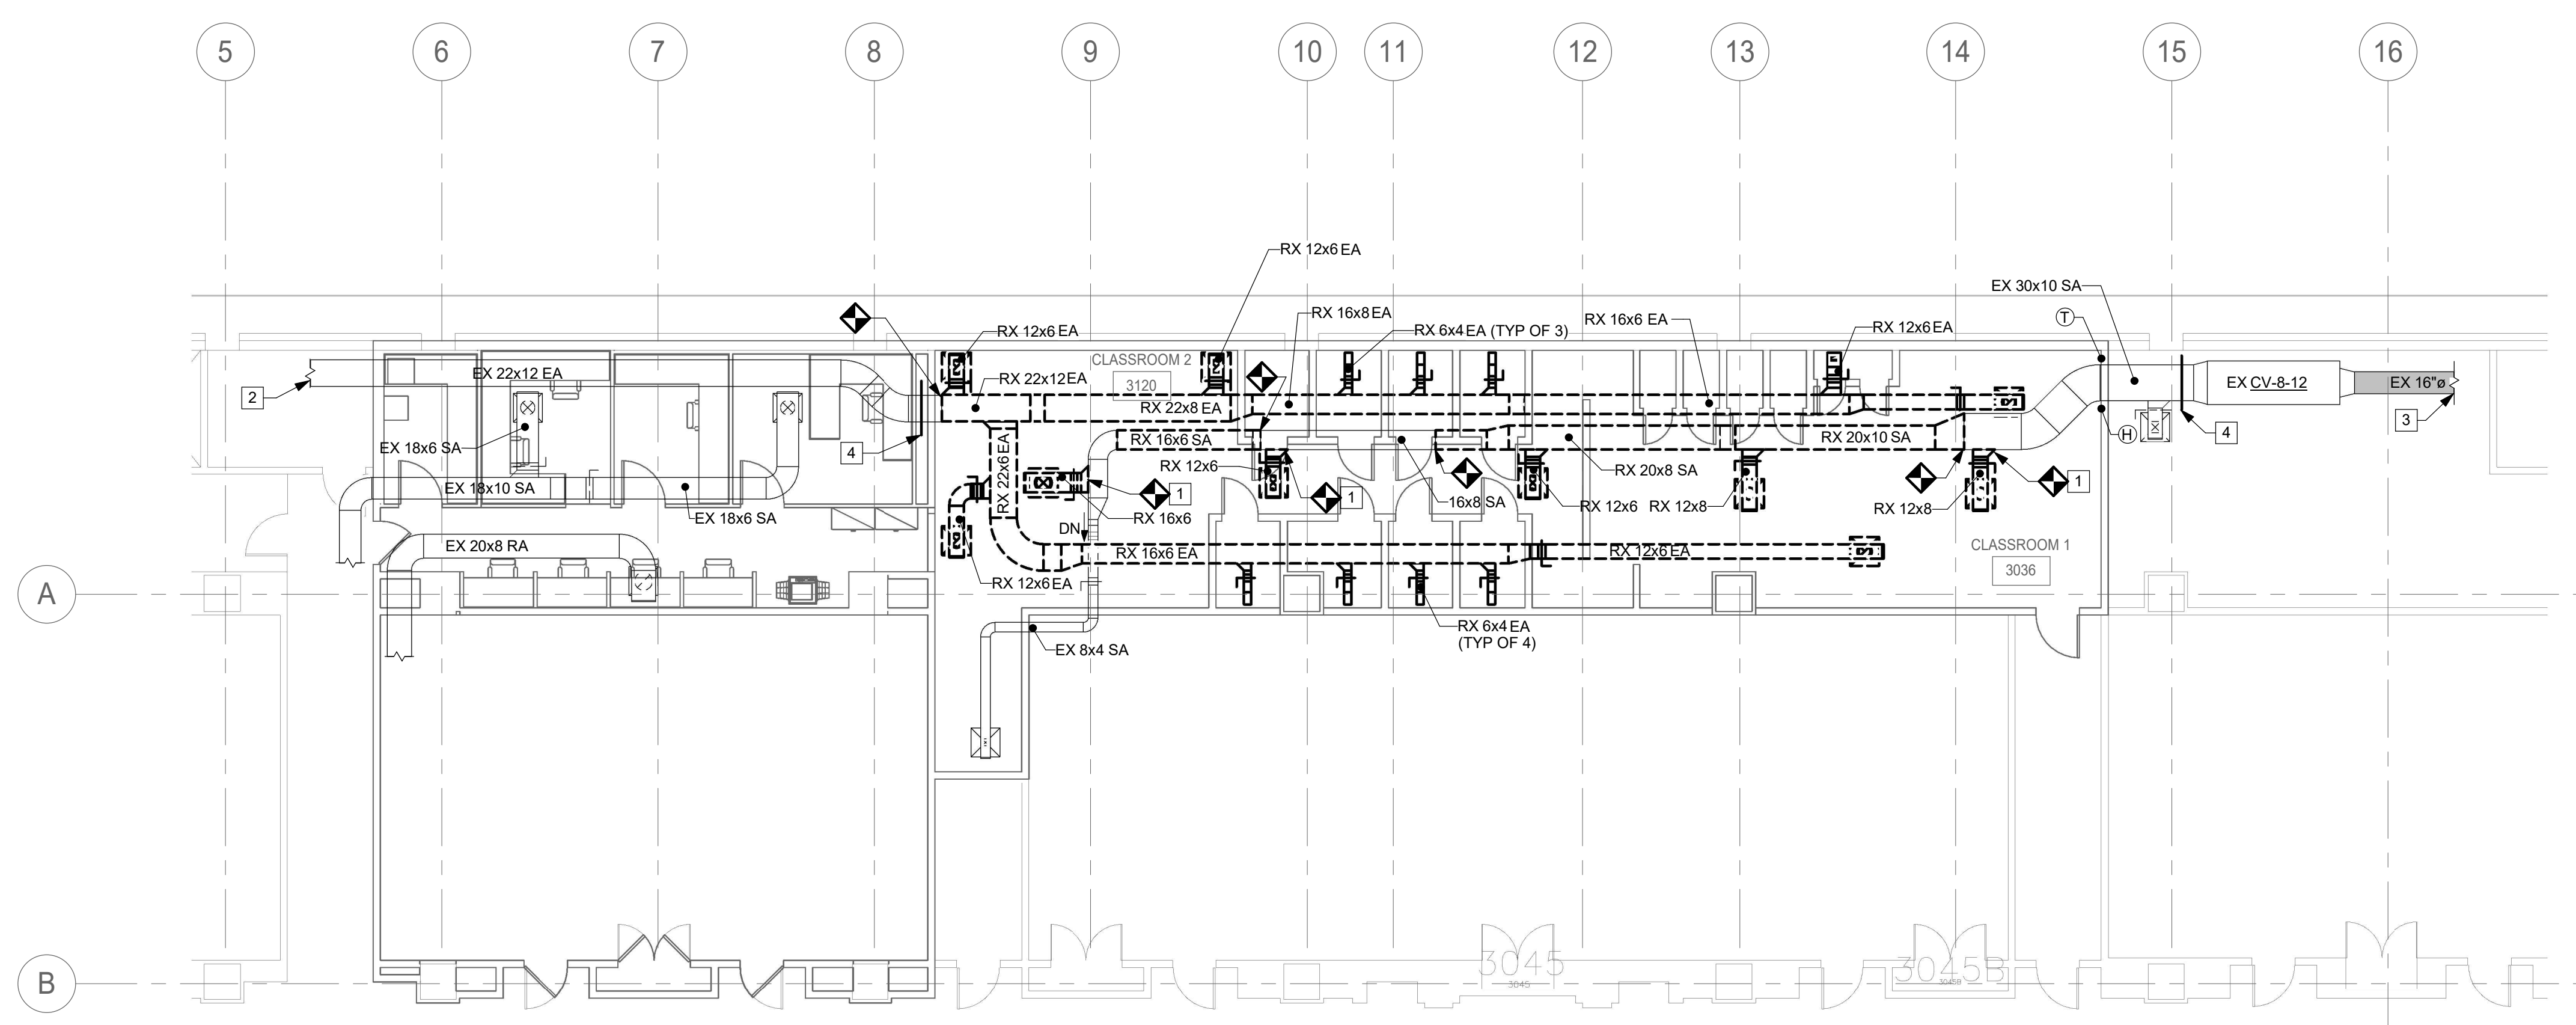 5 6 7 8 9 10 11 12 13 14 15 16
RX 12x6 EA
EX 30x10 SA
RX 16x8 EA
T
RX 12x6 EA
RX 6x4 EA (TYP OF 3)
RX 16x6 EA
RX 12x6 EA
CLASSROOM 2
3120
EX 22x12 EA
RX 22x12 EA
EX CV-8-12
EX 16"ø
2
RX 22x8 EA
3
H
4
EX 18x6 SA
4
RX 16x6 SA
RX 20x10 SA
RX 22x6 EA
RX 12x6
RX 20x8 SA
1
EX 18x10 SA
1
1
16x8 SA
RX 12x6
RX 12x8
RX 12x8
EX 18x6 SA
RX 16x6
DN
EX 20x8 RA
RX 16x6 EA
RX 12x6 EA
CLASSROOM 1
3036
RX 12x6 EA
A
RX 6x4 EA
(TYP OF 4)
EX 8x4 SA
3045
3045
3045B
3045B
B